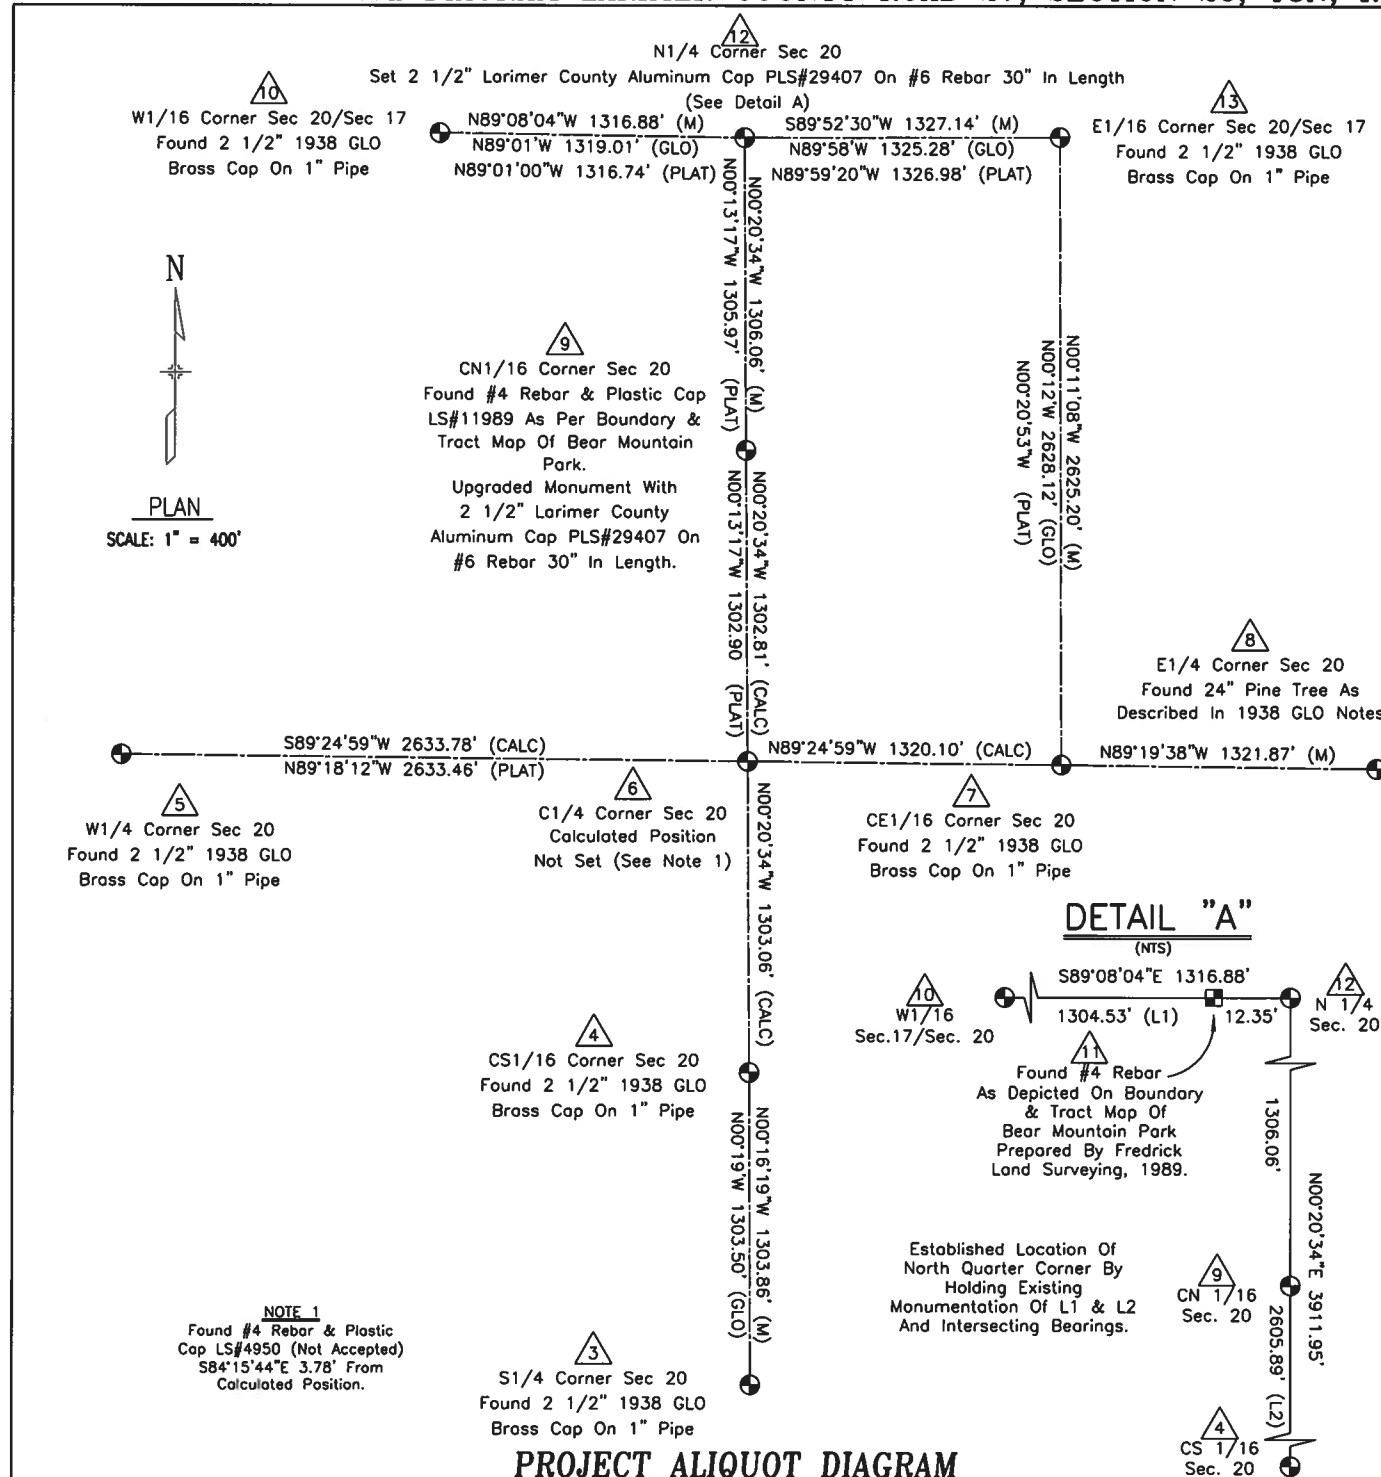 12
N1/4 Corner Sec 20
Set 2 1/2" Larimer County Aluminum Cap PLS#29407 On #6 Rebar 30" In Length
(See Detail A)
10
W1/16 Corner Sec 20/Sec 17
Found 2 1/2" 1938 GLO
Brass Cap On 1" Pipe
N89°08'04"W 1316.88' (M)
N89°01'W 1319.01' (GLO)
N89°01'00"W 1316.74' (PLAT)
S89°52'30"W 1327.14' (M)
N89°58'W 1325.28' (GLO)
N89°59'20"W 1326.98' (PLAT)
13
E1/16 Corner Sec 20/Sec 17
Found 2 1/2" 1938 GLO
Brass Cap On 1" Pipe
N00°20'34"W 1306.06' (M)
N00°13'17"W 1305.97' (PLAT)
N
PLAN
SCALE: 1" = 400'
9
CN1/16 Corner Sec 20
Found #4 Rebar & Plastic Cap
LS#11989 As Per Boundary &
Tract Map Of Bear Mountain
Park.
Upgraded Monument With
2 1/2" Larimer County
Aluminum Cap PLS#29407 On
#6 Rebar 30" In Length.
N00°11'08"W 2625.20' (M)
N00°12'W 2628.12' (GLO)
N00°20'53"W (PLAT)
N00°20'34"W 1302.81' (CALC)
N00°13'17"W 1302.90 (PLAT)
8
E1/4 Corner Sec 20
Found 24" Pine Tree As
Described In 1938 GLO Notes
S89°24'59"W 2633.78' (CALC)
N89°18'12"W 2633.46' (PLAT)
N89°24'59"W 1320.10' (CALC)
N89°19'38"W 1321.87' (M)
5
W1/4 Corner Sec 20
Found 2 1/2" 1938 GLO
Brass Cap On 1" Pipe
6
C1/4 Corner Sec 20
Calculated Position
Not Set (See Note 1)
7
CE1/16 Corner Sec 20
Found 2 1/2" 1938 GLO
Brass Cap On 1" Pipe
N00°20'34"W 1303.06' (CALC)
4
CS1/16 Corner Sec 20
Found 2 1/2" 1938 GLO
Brass Cap On 1" Pipe
N00°16'19"W 1303.86' (M)
N00°19'W 1303.50' (GLO)
3
S1/4 Corner Sec 20
Found 2 1/2" 1938 GLO
Brass Cap On 1" Pipe
NOTE 1
Found #4 Rebar & Plastic
Cap LS#4950 (Not Accepted)
S84°15'44"E 3.78' From
Calculated Position.
DETAIL "A"
(NTS)
S89°08'04"E 1316.88'
1304.53' (L1)
12.35'
10
W1/16
Sec.17/Sec. 20
12
N 1/4
Sec. 20
11
Found #4 Rebar
As Depicted On Boundary
& Tract Map Of
Bear Mountain Park
Prepared By Fredrick
Land Surveying, 1989.
1306.06'
N00°20'34"E 3911.95'
Established Location Of
North Quarter Corner By
Holding Existing
Monumentation Of L1 & L2
And Intersecting Bearings.
9
CN 1/16
Sec. 20
2605.89' (L2)
4
CS 1/16
Sec. 20
PROJECT ALIQUOT DIAGRAM